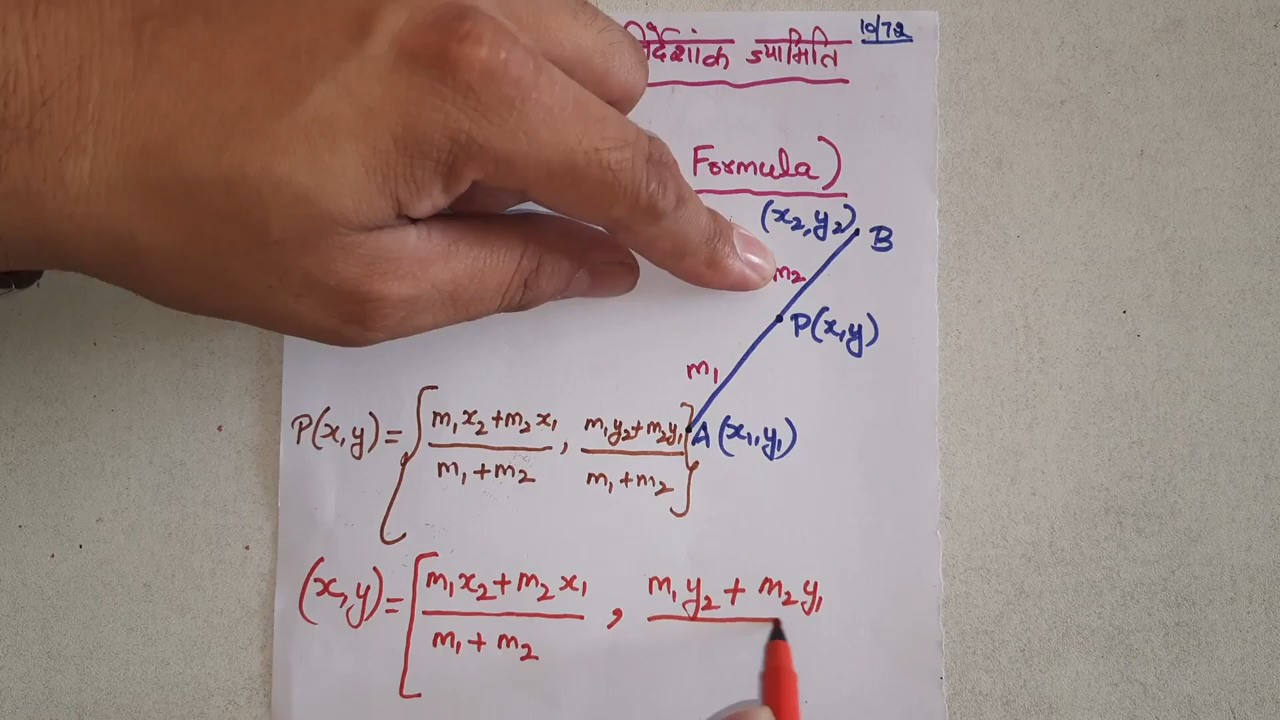 ज्यामिति 10/72
Formula)
(x₂, y₂) B
m₂
P(x, y)
m₁
A(x₁, y₁)
P(x, y) = { (m₁x₂+m₂x₁)/(m₁+m₂), (m₁y₂+m₂y₁)/(m₁+m₂) }
(x, y) = [ (m₁x₂+m₂x₁)/(m₁+m₂), m₁y₂ + m₂y₁